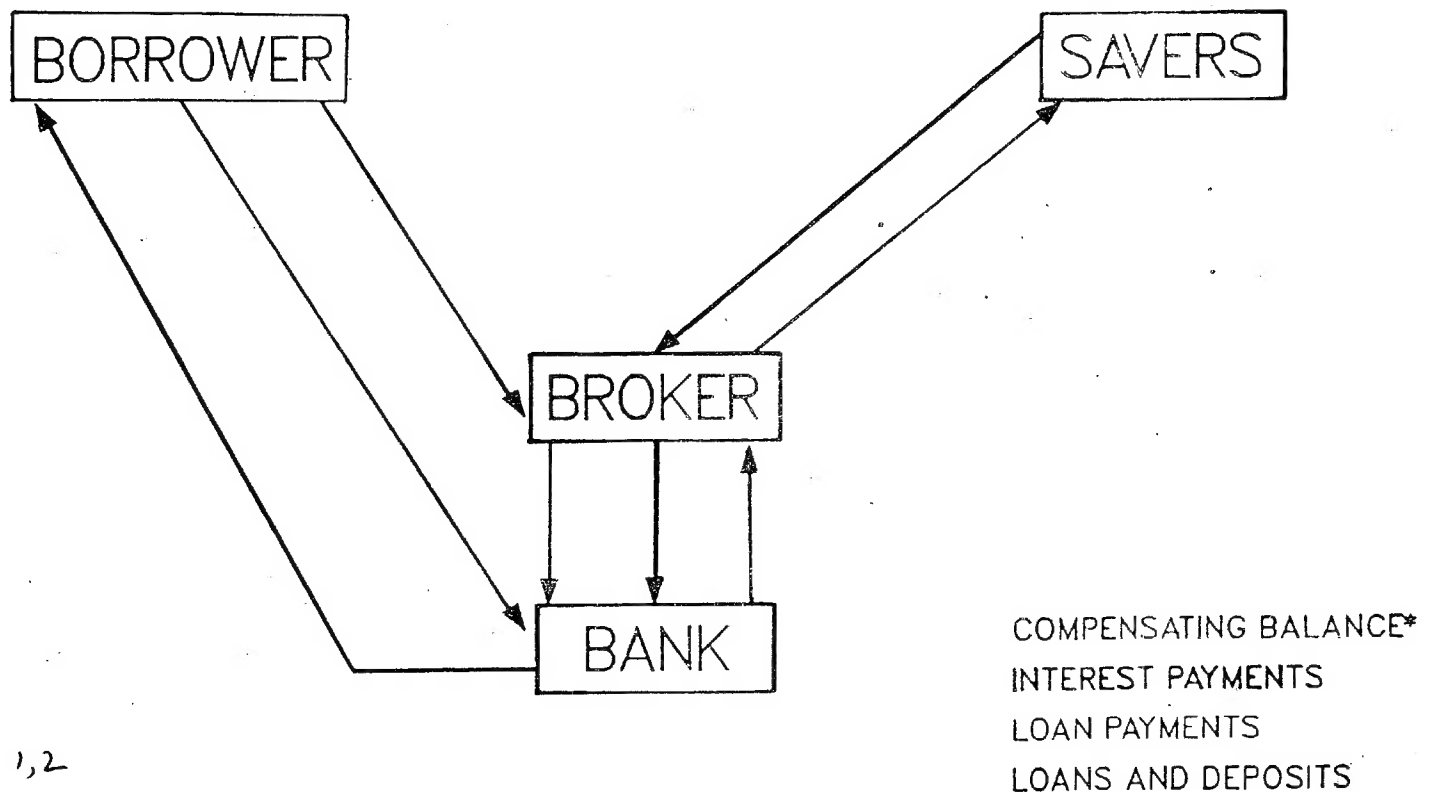 BORROWER
SAVERS
BROKER
BANK
COMPENSATING BALANCE*
INTEREST PAYMENTS
LOAN PAYMENTS
LOANS AND DEPOSITS
1,2